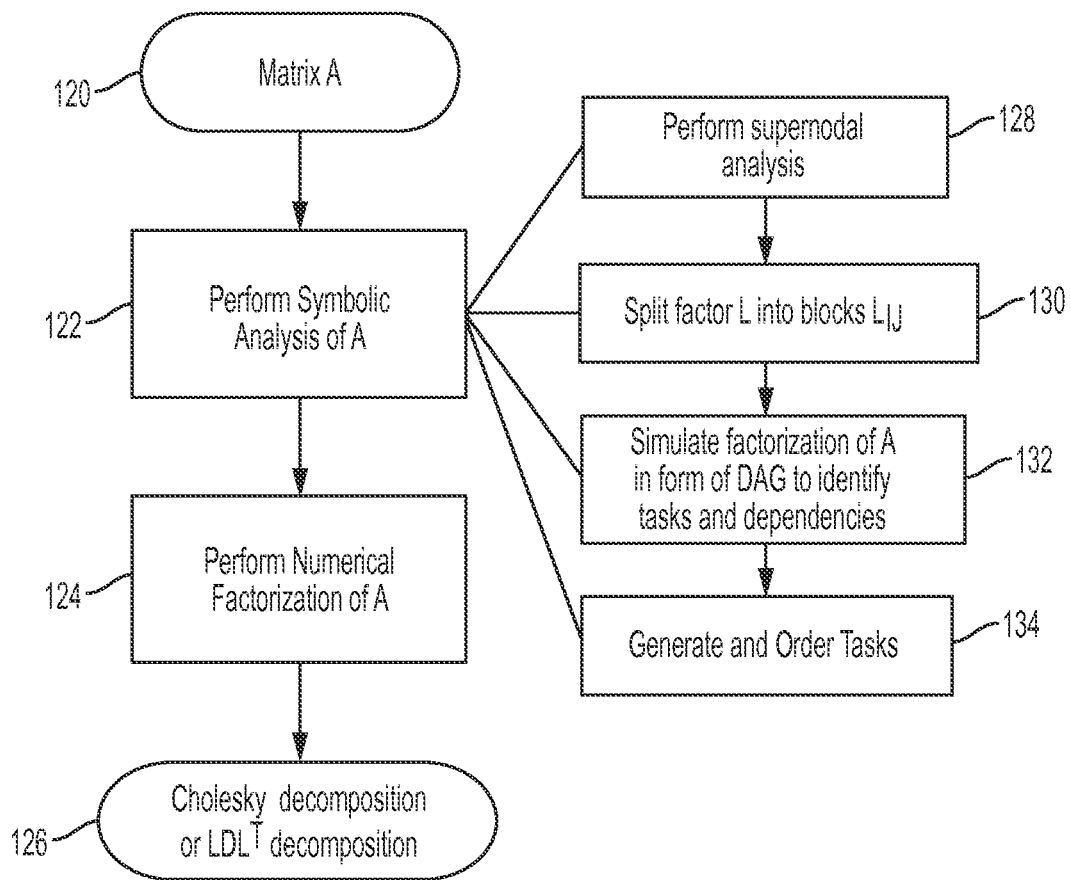 120
Matrix A
122
Perform Symbolic
Analysis of A
124
Perform Numerical
Factorization of A
126
Cholesky decomposition
or LDLᵀ decomposition
Perform supernodal
analysis
128
Split factor L into blocks L_IJ
130
Simulate factorization of A
in form of DAG to identify
tasks and dependencies
132
Generate and Order Tasks
134